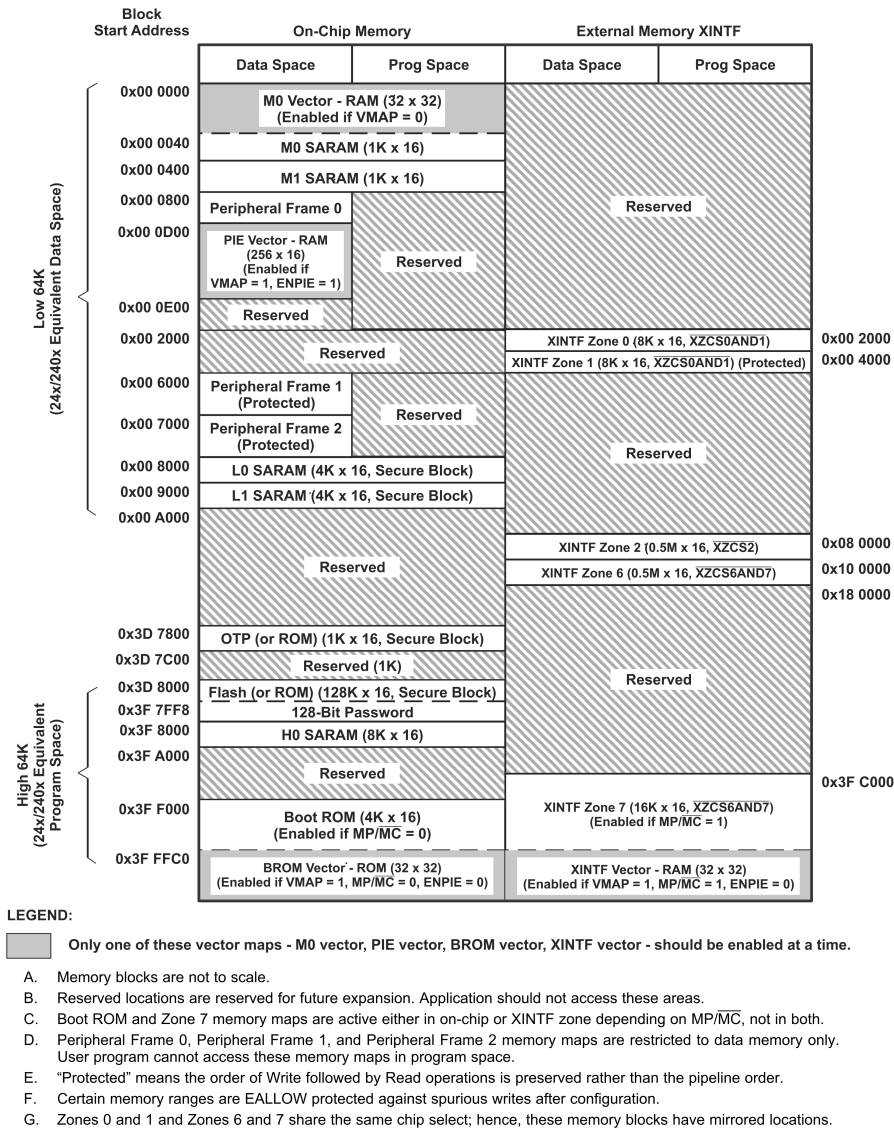 Block
Start Address
On-Chip Memory
External Memory XINTF
Data Space
Prog Space
Data Space
Prog Space
Low 64K
(24x/240x Equivalent Data Space)
High 64K
(24x/240x Equivalent
Program Space)
0x00 0000
M0 Vector - RAM (32 x 32)
(Enabled if VMAP = 0)
0x00 0040
M0 SARAM (1K x 16)
0x00 0400
M1 SARAM (1K x 16)
0x00 0800
Peripheral Frame 0
Reserved
0x00 0D00
PIE Vector - RAM
(256 x 16)
(Enabled if
VMAP = 1, ENPIE = 1)
Reserved
0x00 0E00
Reserved
0x00 2000
Reserved
XINTF Zone 0 (8K x 16, XZCS0AND1)
0x00 2000
XINTF Zone 1 (8K x 16, XZCS0AND1) (Protected)
0x00 4000
0x00 6000
Peripheral Frame 1
(Protected)
Reserved
0x00 7000
Peripheral Frame 2
(Protected)
Reserved
0x00 8000
L0 SARAM (4K x 16, Secure Block)
0x00 9000
L1 SARAM (4K x 16, Secure Block)
0x00 A000
Reserved
XINTF Zone 2 (0.5M x 16, XZCS2)
0x08 0000
XINTF Zone 6 (0.5M x 16, XZCS6AND7)
0x10 0000
0x18 0000
0x3D 7800
OTP (or ROM) (1K x 16, Secure Block)
0x3D 7C00
Reserved (1K)
Reserved
0x3D 8000
Flash (or ROM) (128K x 16, Secure Block)
0x3F 7FF8
128-Bit Password
0x3F 8000
H0 SARAM (8K x 16)
0x3F A000
Reserved
0x3F C000
0x3F F000
Boot ROM (4K x 16)
(Enabled if MP/MC = 0)
XINTF Zone 7 (16K x 16, XZCS6AND7)
(Enabled if MP/MC = 1)
0x3F FFC0
BROM Vector - ROM (32 x 32)
(Enabled if VMAP = 1, MP/MC = 0, ENPIE = 0)
XINTF Vector - RAM (32 x 32)
(Enabled if VMAP = 1, MP/MC = 1, ENPIE = 0)
LEGEND:
Only one of these vector maps - M0 vector, PIE vector, BROM vector, XINTF vector - should be enabled at a time.
A. Memory blocks are not to scale.
B. Reserved locations are reserved for future expansion. Application should not access these areas.
C. Boot ROM and Zone 7 memory maps are active either in on-chip or XINTF zone depending on MP/MC, not in both.
D. Peripheral Frame 0, Peripheral Frame 1, and Peripheral Frame 2 memory maps are restricted to data memory only.
User program cannot access these memory maps in program space.
E. “Protected” means the order of Write followed by Read operations is preserved rather than the pipeline order.
F. Certain memory ranges are EALLOW protected against spurious writes after configuration.
G. Zones 0 and 1 and Zones 6 and 7 share the same chip select; hence, these memory blocks have mirrored locations.